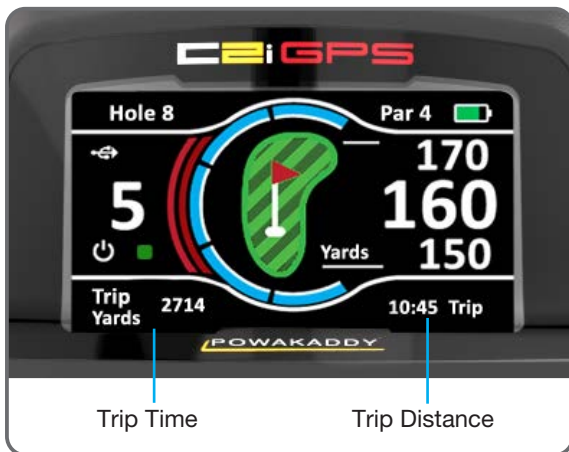 C2i GPS
Hole 8
Par 4
170
5
160
Yards 150
Trip
Yards 2714
10:45 Trip
POWAKADDY
Trip Time
Trip Distance